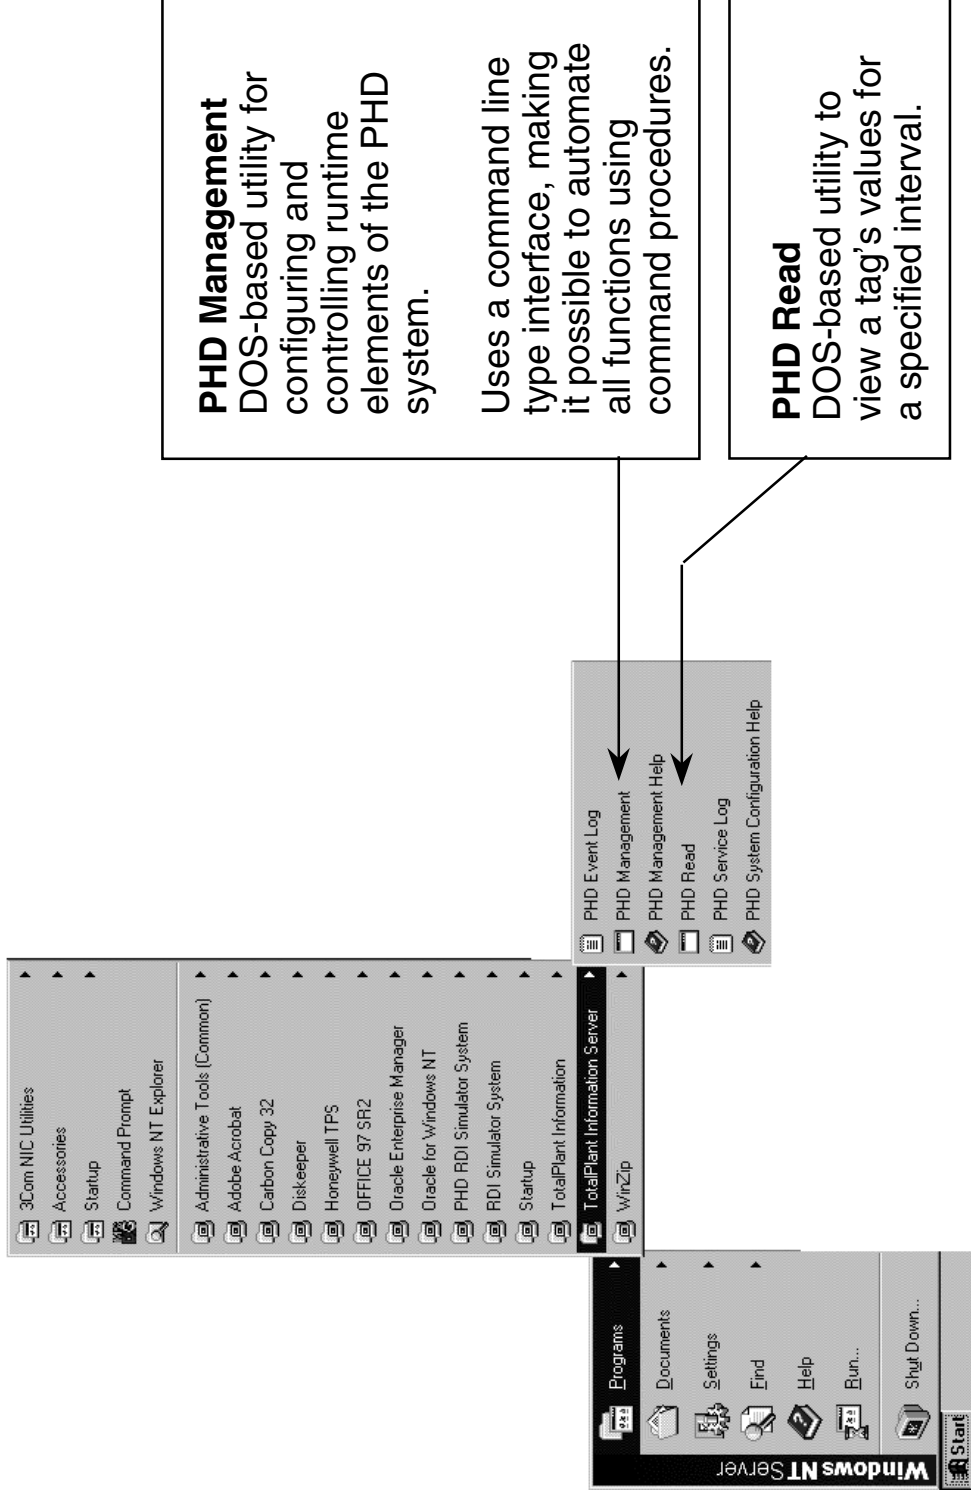 3Com NIC Utilities
Accessories
Startup
Command Prompt
Windows NT Explorer
Administrative Tools (Common)
Adobe Acrobat
Carbon Copy 32
Diskeeper
Honeywell TPS
OFFICE 97 SR2
Oracle Enterprise Manager
Oracle for Windows NT
PHD RDI Simulator System
RDI Simulator System
Startup
TotalPlant Information
TotalPlant Information Server
WinZip
Programs
Documents
Settings
Find
Help
Run...
Shut Down...
Windows NT Server
Start
PHD Event Log
PHD Management
PHD Management Help
PHD Read
PHD Service Log
PHD System Configuration Help
PHD Management
DOS-based utility for
configuring and
controlling runtime
elements of the PHD
system.
Uses a command line
type interface, making
it possible to automate
all functions using
command procedures.
PHD Read
DOS-based utility to
view a tag's values for
a specified interval.